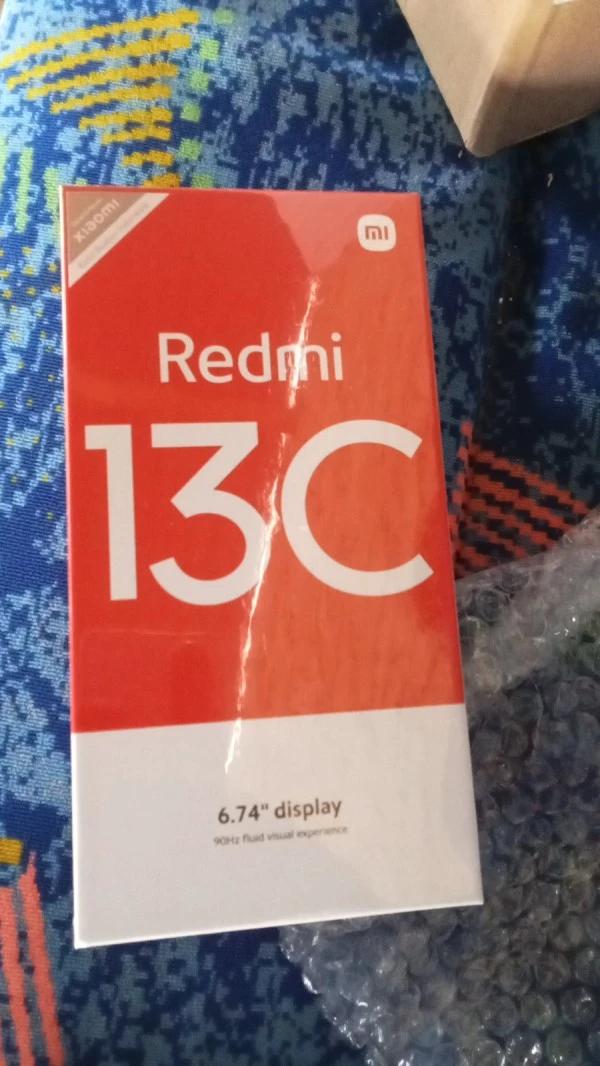 xiaomi
mi
Redmi
13C
6.74" display
90Hz fluid visual experience